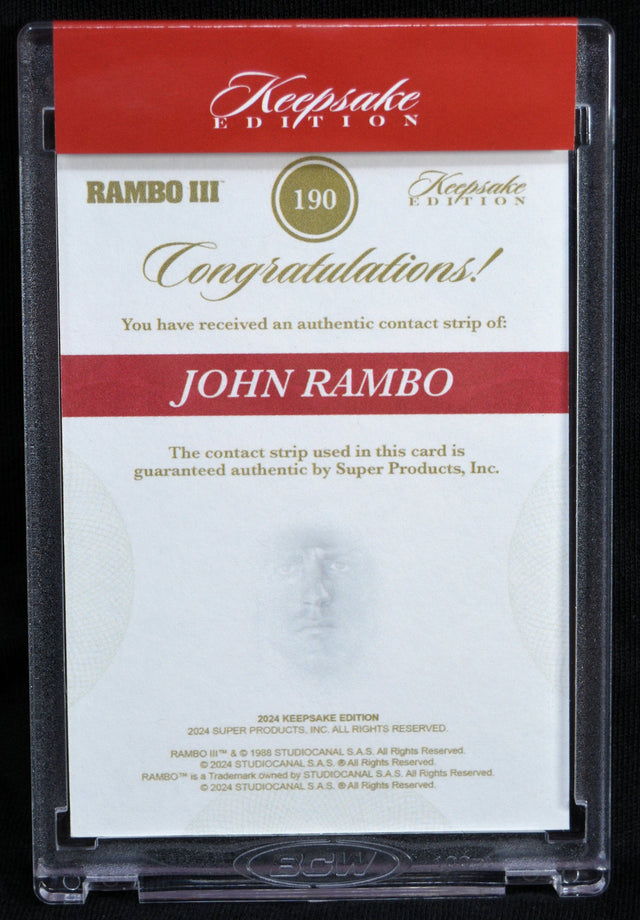 Keepsake
EDITION
RAMBO III™
190
Keepsake
EDITION
Congratulations!
You have received an authentic contact strip of:
JOHN RAMBO
The contact strip used in this card is
guaranteed authentic by Super Products, Inc.
2024 KEEPSAKE EDITION
2024 SUPER PRODUCTS, INC. ALL RIGHTS RESERVED.
RAMBO III™ & © 1988 STUDIOCANAL S.A.S. All Rights Reserved.
© 2024 STUDIOCANAL S.A.S. ® All Rights Reserved.
RAMBO™ is a Trademark owned by STUDIOCANAL S.A.S. All Rights Reserved.
© 2024 STUDIOCANAL S.A.S. ® All Rights Reserved.
BCW